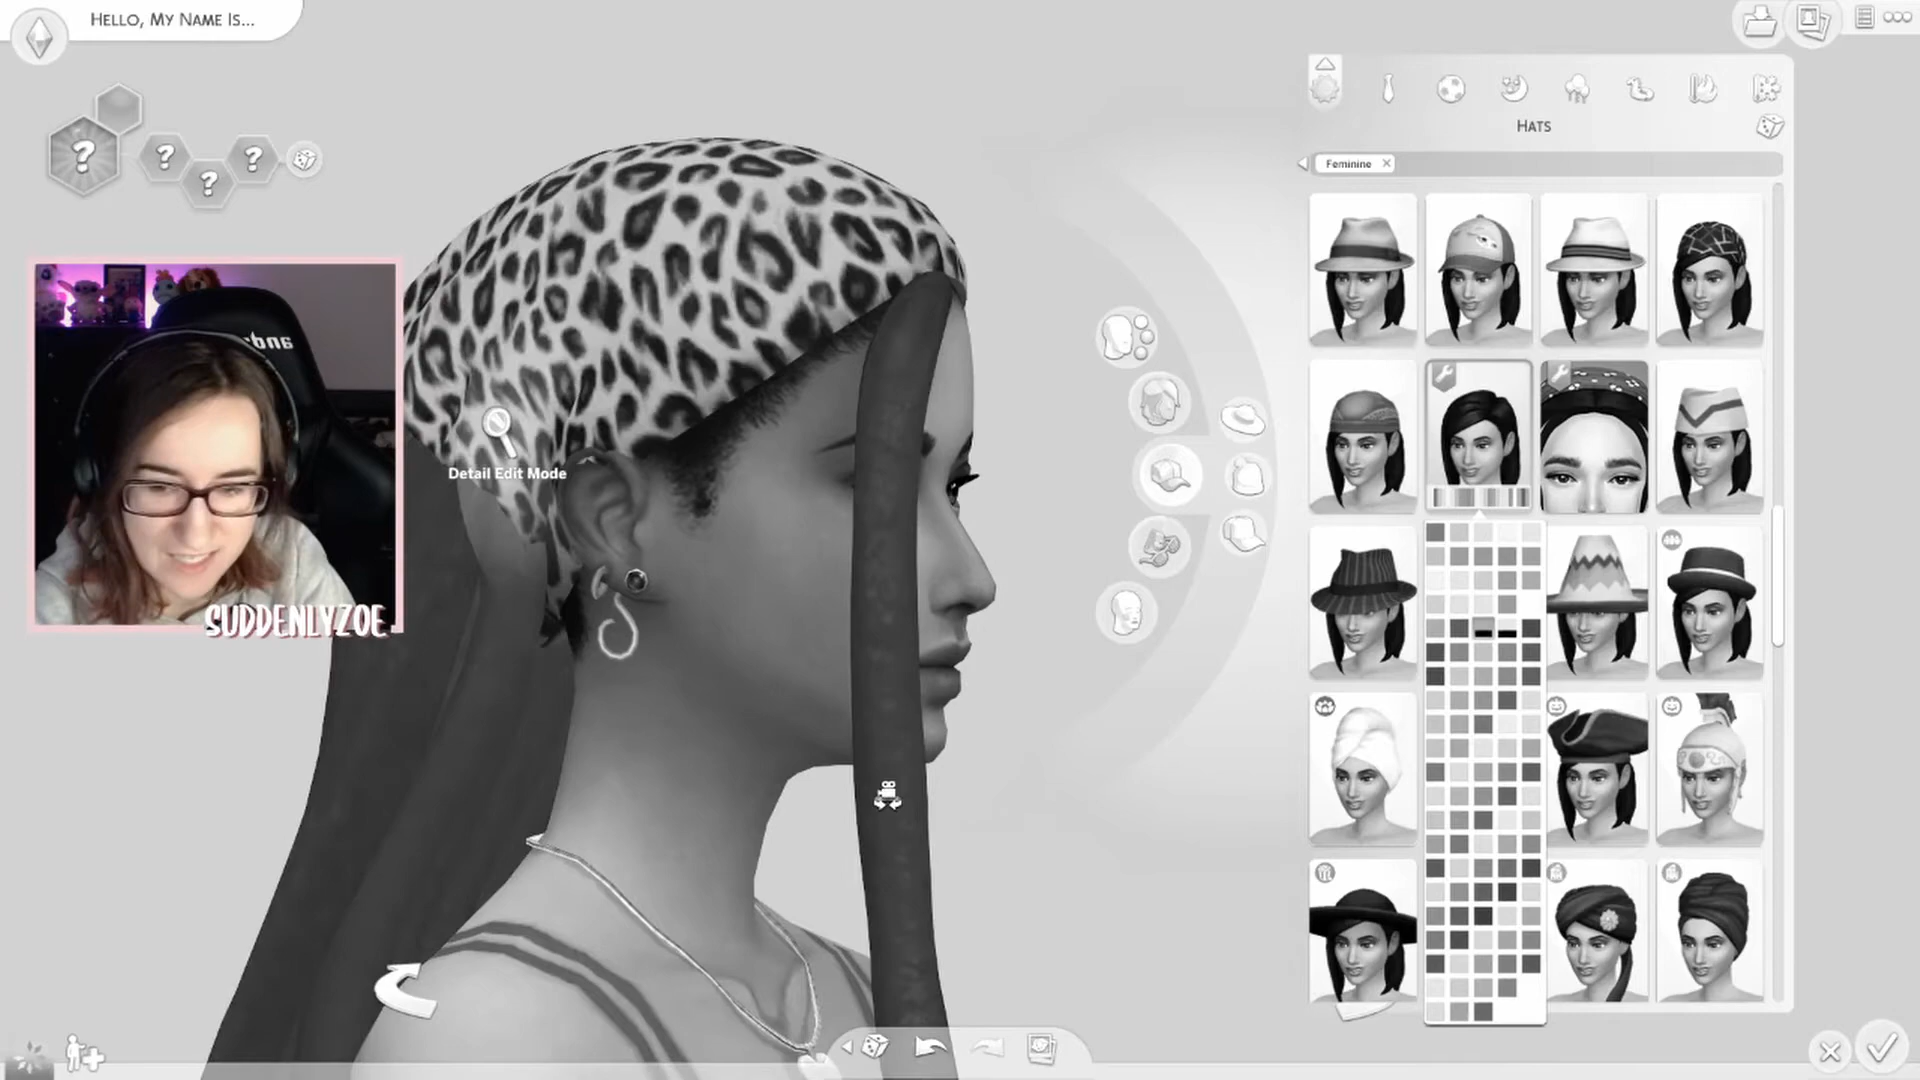 Hello, My Name Is...
Hats
Feminine
Detail Edit Mode
SUDDENLYZOE